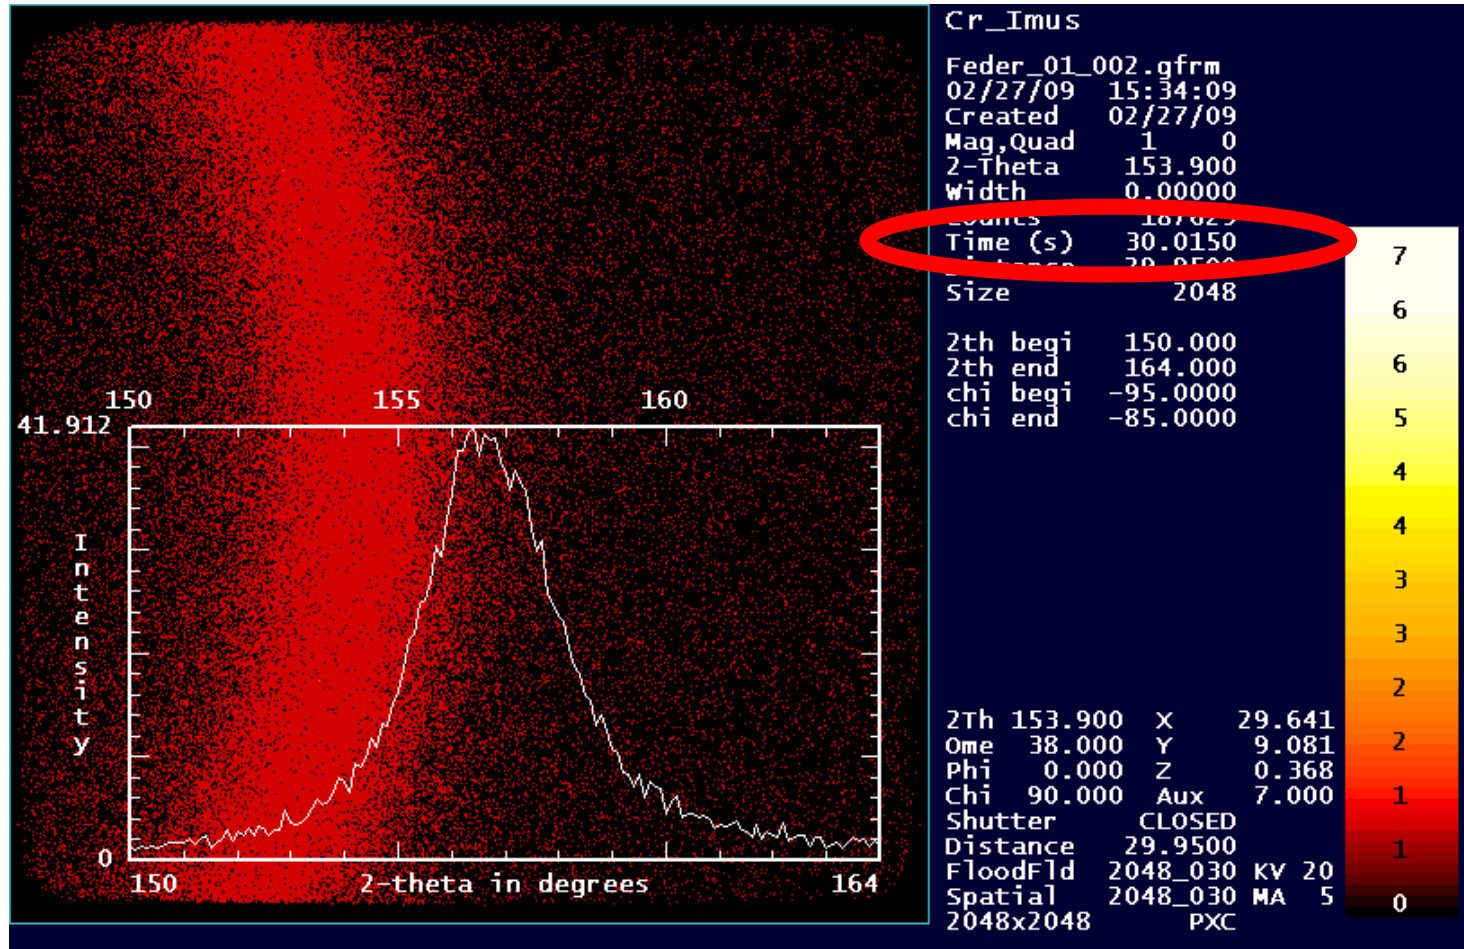 Cr_Imus
Feder_01_002.gfrm
02/27/09 15:34:09
Created 02/27/09
Mag,Quad 1 0
2-Theta 153.900
Width 0.00000
Counts 187629
Time (s) 30.0150
Distance 29.9500
Size 2048
2th begi 150.000
2th end 164.000
chi begi -95.0000
chi end -85.0000
2Th 153.900 X 29.641
Ome 38.000 Y 9.081
Phi 0.000 Z 0.368
Chi 90.000 Aux 7.000
Shutter CLOSED
Distance 29.9500
FloodFld 2048_030 KV 20
Spatial 2048_030 MA 5
2048x2048 PXC
150 155 160
41.912
Intensity
0
150 2-theta in degrees 164
7
6
6
5
4
4
3
3
2
2
1
1
0